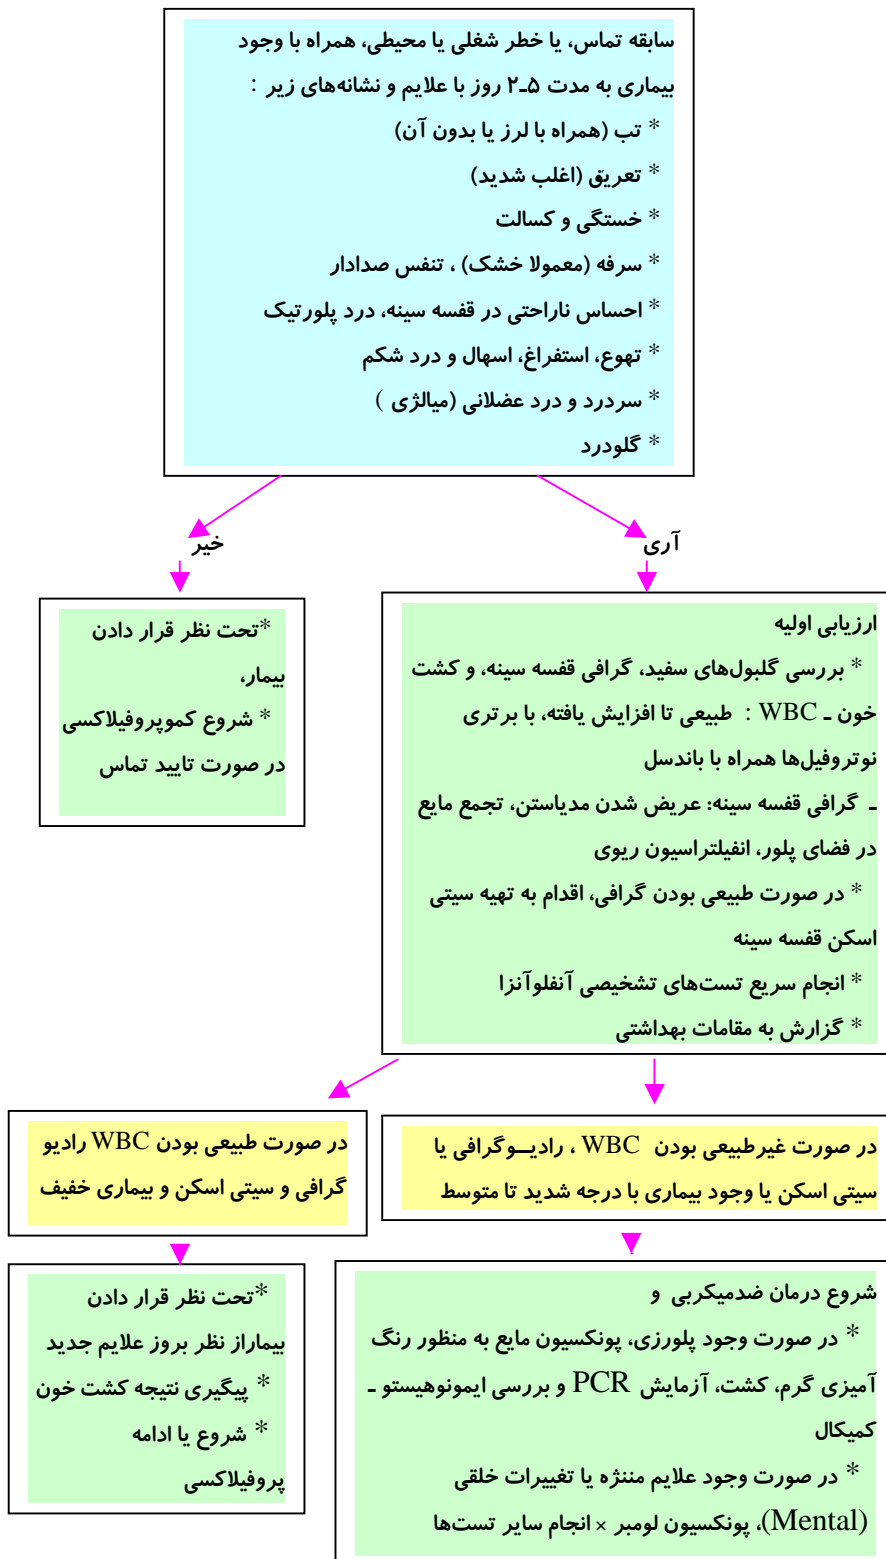 سابقه تماس، یا خطر شغلی یا محیطی، همراه با وجود
بیماری به مدت ۵ـ۲ روز با علایم و نشانه‌های زیر :
* تب (همراه با لرز یا بدون آن)
* تعریق (اغلب شدید)
* خستگی و کسالت
* سرفه (معمولا خشک) ، تنفس صدادار
* احساس ناراحتی در قفسه سینه، درد پلورتیک
* تهوع، استفراغ، اسهال و درد شکم
* سردرد و درد عضلانی (میالژی )
* گلودرد
آری
خیر
ارزیابی اولیه
* بررسی گلبول‌های سفید، گرافی قفسه سینه، و کشت
خون ـ WBC : طبیعی تا افزایش یافته، با برتری
نوتروفیل‌ها همراه با باندسل
ـ گرافی قفسه سینه: عریض شدن مدیاستن، تجمع مایع
در فضای پلور، انفیلتراسیون ریوی
* در صورت طبیعی بودن گرافی، اقدام به تهیه سیتی
اسکن قفسه سینه
* انجام سریع تست‌های تشخیصی آنفلوآنزا
* گزارش به مقامات بهداشتی
*تحت نظر قرار دادن
بیمار،
* شروع کموپروفیلاکسی
در صورت تایید تماس
در صورت غیرطبیعی بودن WBC ، رادیــوگرافی یا
سیتی اسکن یا وجود بیماری با درجه شدید تا متوسط
در صورت طبیعی بودن WBC رادیو
گرافی و سیتی اسکن و بیماری خفیف
شروع درمان ضدمیکربی و
* در صورت وجود پلورزی، پونکسیون مایع به منظور رنگ
آمیزی گرم، کشت، آزمایش PCR و بررسی ایمونوهیستو ـ
کمیکال
* در صورت وجود علایم مننژه یا تغییرات خلقی
(Mental)، پونکسیون لومبر × انجام سایر تست‌ها
*تحت نظر قرار دادن
بیماراز نظر بروز علایم جدید
* پیگیری نتیجه کشت خون
* شروع یا ادامه
پروفیلاکسی